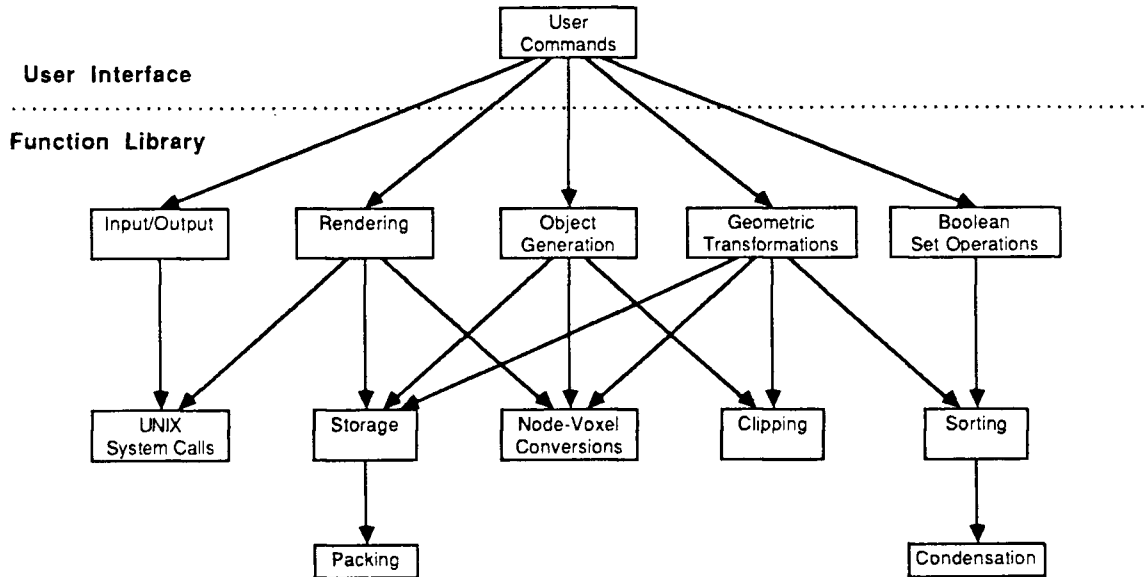 User
Commands
User Interface
Function Library
Input/Output
Rendering
Object
Generation
Geometric
Transformations
Boolean
Set Operations
UNIX
System Calls
Storage
Node-Voxel
Conversions
Clipping
Sorting
Packing
Condensation